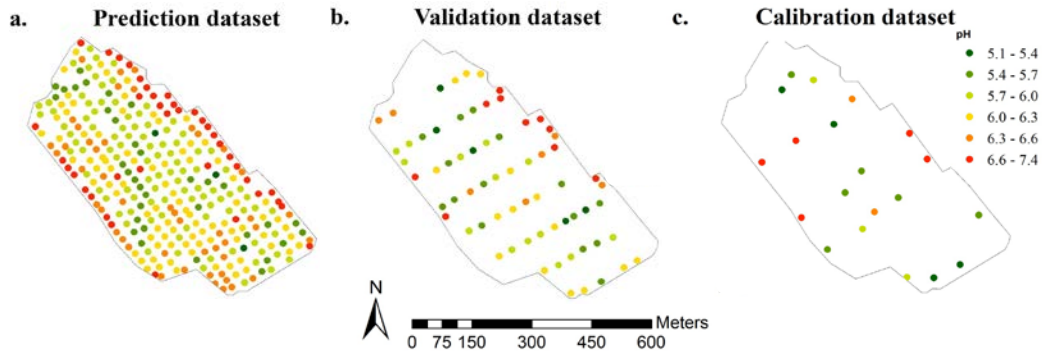 a. Prediction dataset
b. Validation dataset
c. Calibration dataset
pH
5.1 - 5.4
5.4 - 5.7
5.7 - 6.0
6.0 - 6.3
6.3 - 6.6
6.6 - 7.4
N
Meters
0 75 150 300 450 600